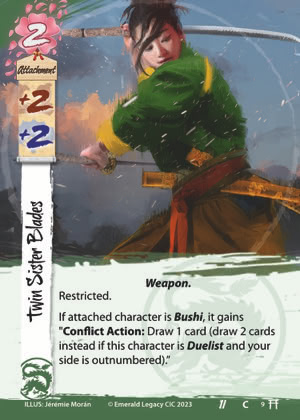 2
Attachment
+2
+2
Twin Sister Blades
Weapon.
Restricted.
If attached character is Bushi, it gains
"Conflict Action: Draw 1 card (draw 2 cards
instead if this character is Duelist and your
side is outnumbered)."
ILLUS: Jérémie Morán © Emerald Legacy CIC 2023 C 9